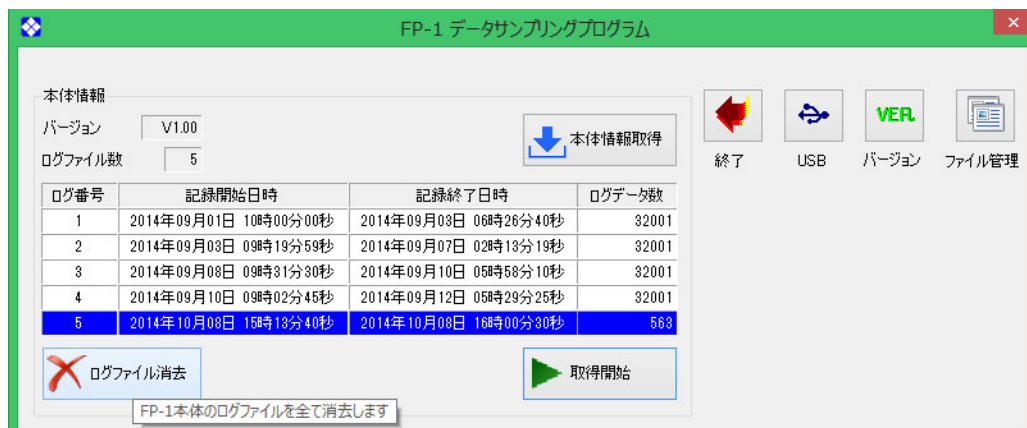 FP-1 データサンプリングプログラム
本体情報
バージョン V1.00
ログファイル数 5
本体情報取得
VER.
終了 USB バージョン ファイル管理
ログ番号 記録開始日時 記録終了日時 ログデータ数
1 2014年09月01日 10時00分00秒 2014年09月03日 06時26分40秒 32001
2 2014年09月03日 09時19分59秒 2014年09月07日 02時13分19秒 32001
3 2014年09月08日 09時31分30秒 2014年09月10日 05時58分10秒 32001
4 2014年09月10日 09時02分45秒 2014年09月12日 05時29分25秒 32001
5 2014年10月08日 15時13分40秒 2014年10月08日 16時00分30秒 563
ログファイル消去 取得開始
FP-1本体のログファイルを全て消去します